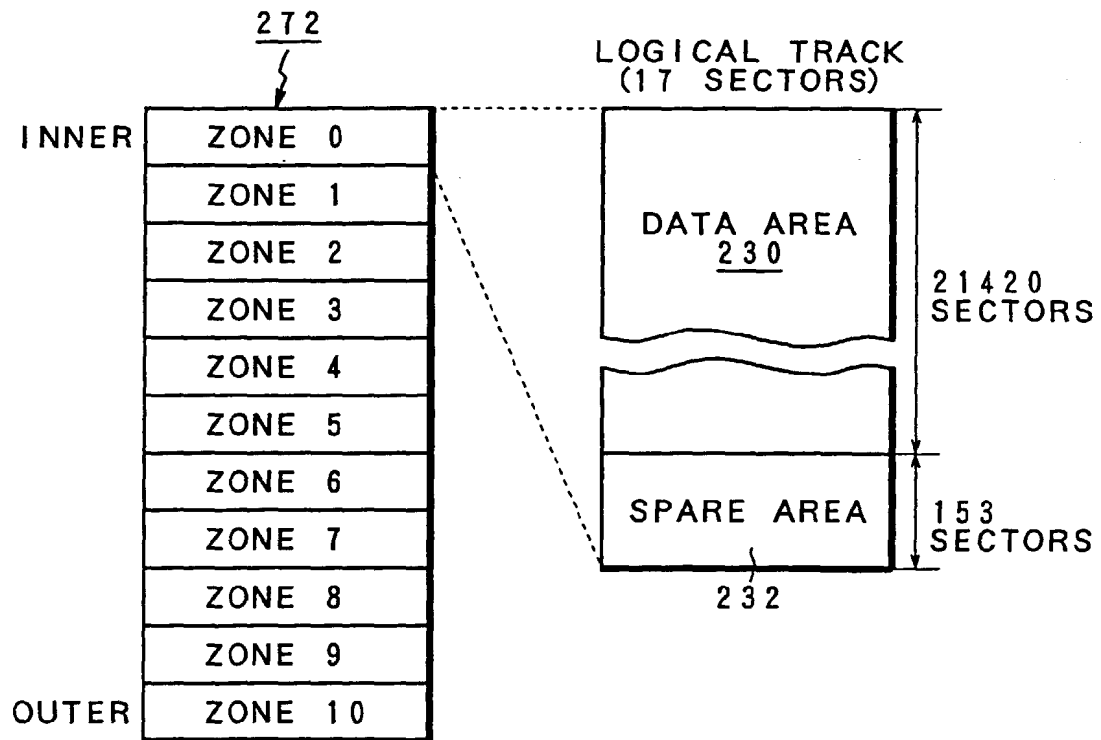 272
INNER
ZONE 0
ZONE 1
ZONE 2
ZONE 3
ZONE 4
ZONE 5
ZONE 6
ZONE 7
ZONE 8
ZONE 9
OUTER
ZONE 10
LOGICAL TRACK
(17 SECTORS)
DATA AREA
230
21420
SECTORS
SPARE AREA
232
153
SECTORS